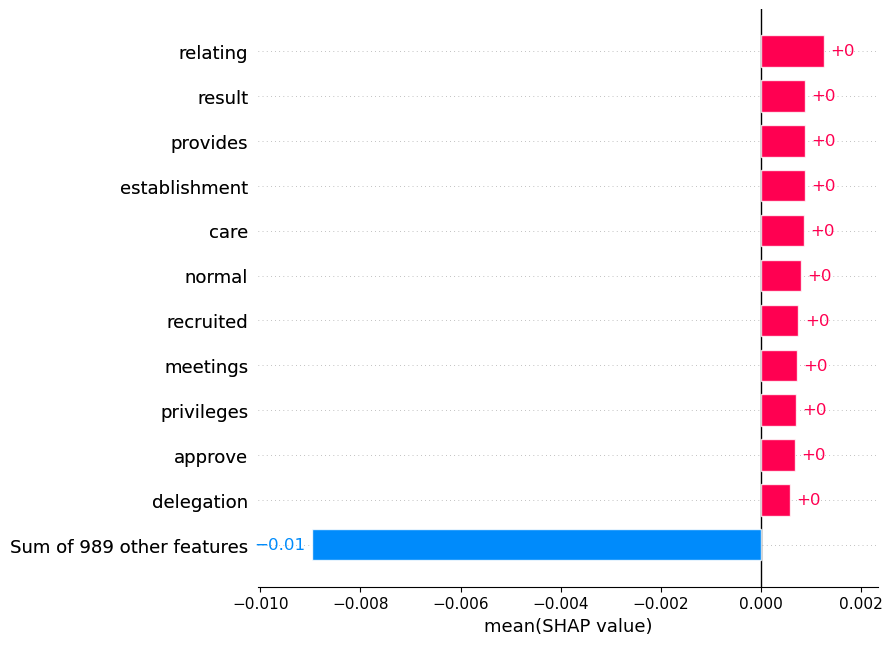 relating +0
result +0
provides +0
establishment +0
care +0
normal +0
recruited +0
meetings +0
privileges +0
approve +0
delegation +0
Sum of 989 other features −0.01
−0.010 −0.008 −0.006 −0.004 −0.002 0.000 0.002
mean(SHAP value)